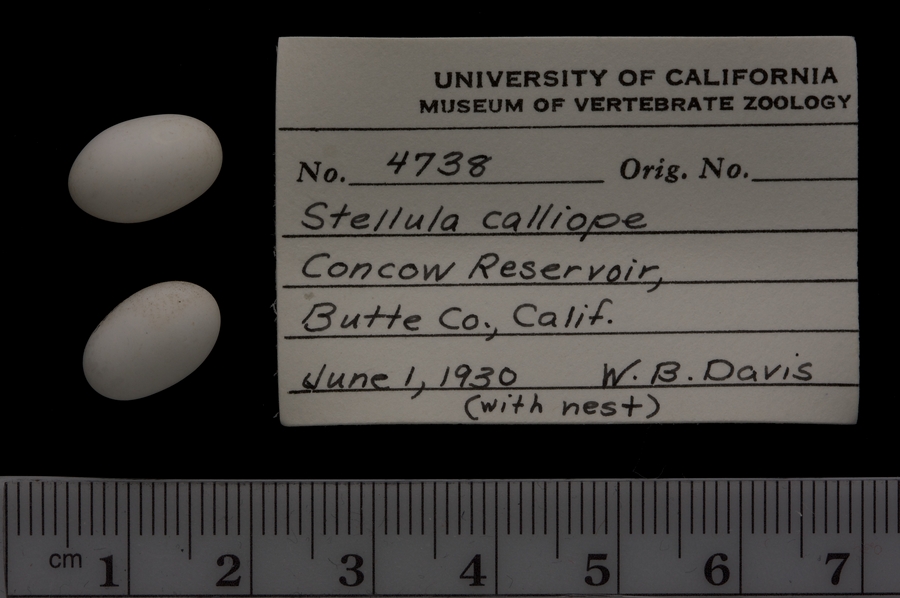 UNIVERSITY OF CALIFORNIA
MUSEUM OF VERTEBRATE ZOOLOGY
No. 4738 Orig. No.
Stellula calliope
Concow Reservoir,
Butte Co., Calif.
June 1, 1930 W. B. Davis
(with nest)
cm 1 2 3 4 5 6 7